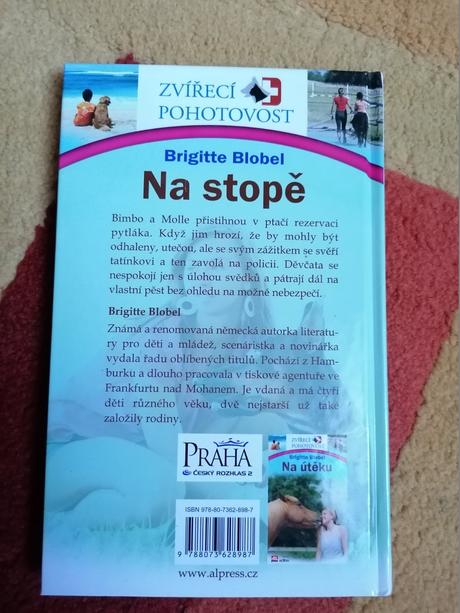 ZVÍŘECÍ
POHOTOVOST
Brigitte Blobel
Na stopě
Bimbo a Molle přistihnou v ptačí rezervaci
pytláka. Když jim hrozí, že by mohly být
odhaleny, utečou, ale se svým zážitkem se svěří
tatínkovi a ten zavolá na policii. Děvčata se
nespokojí jen s úlohou svědků a pátrají dál na
vlastní pěst bez ohledu na možné nebezpečí.
Brigitte Blobel
Známá a renomovaná německá autorka literatu-
ry pro děti a mládež, scenáristka a novinářka
vydala řadu oblíbených titulů. Pochází z Ham-
burku a dlouho pracovala v tiskové agentuře ve
Frankfurtu nad Mohanem. Je vdaná a má čtyři
děti různého věku, dvě nejstarší už také
založily rodiny.
PRAHA
ČESKÝ ROZHLAS 2
ZVÍŘECÍ
POHOTOVOST
Brigitte Blobel
Na útěku
ISBN 978-80-7362-898-7
9 788073 628987
www.alpress.cz